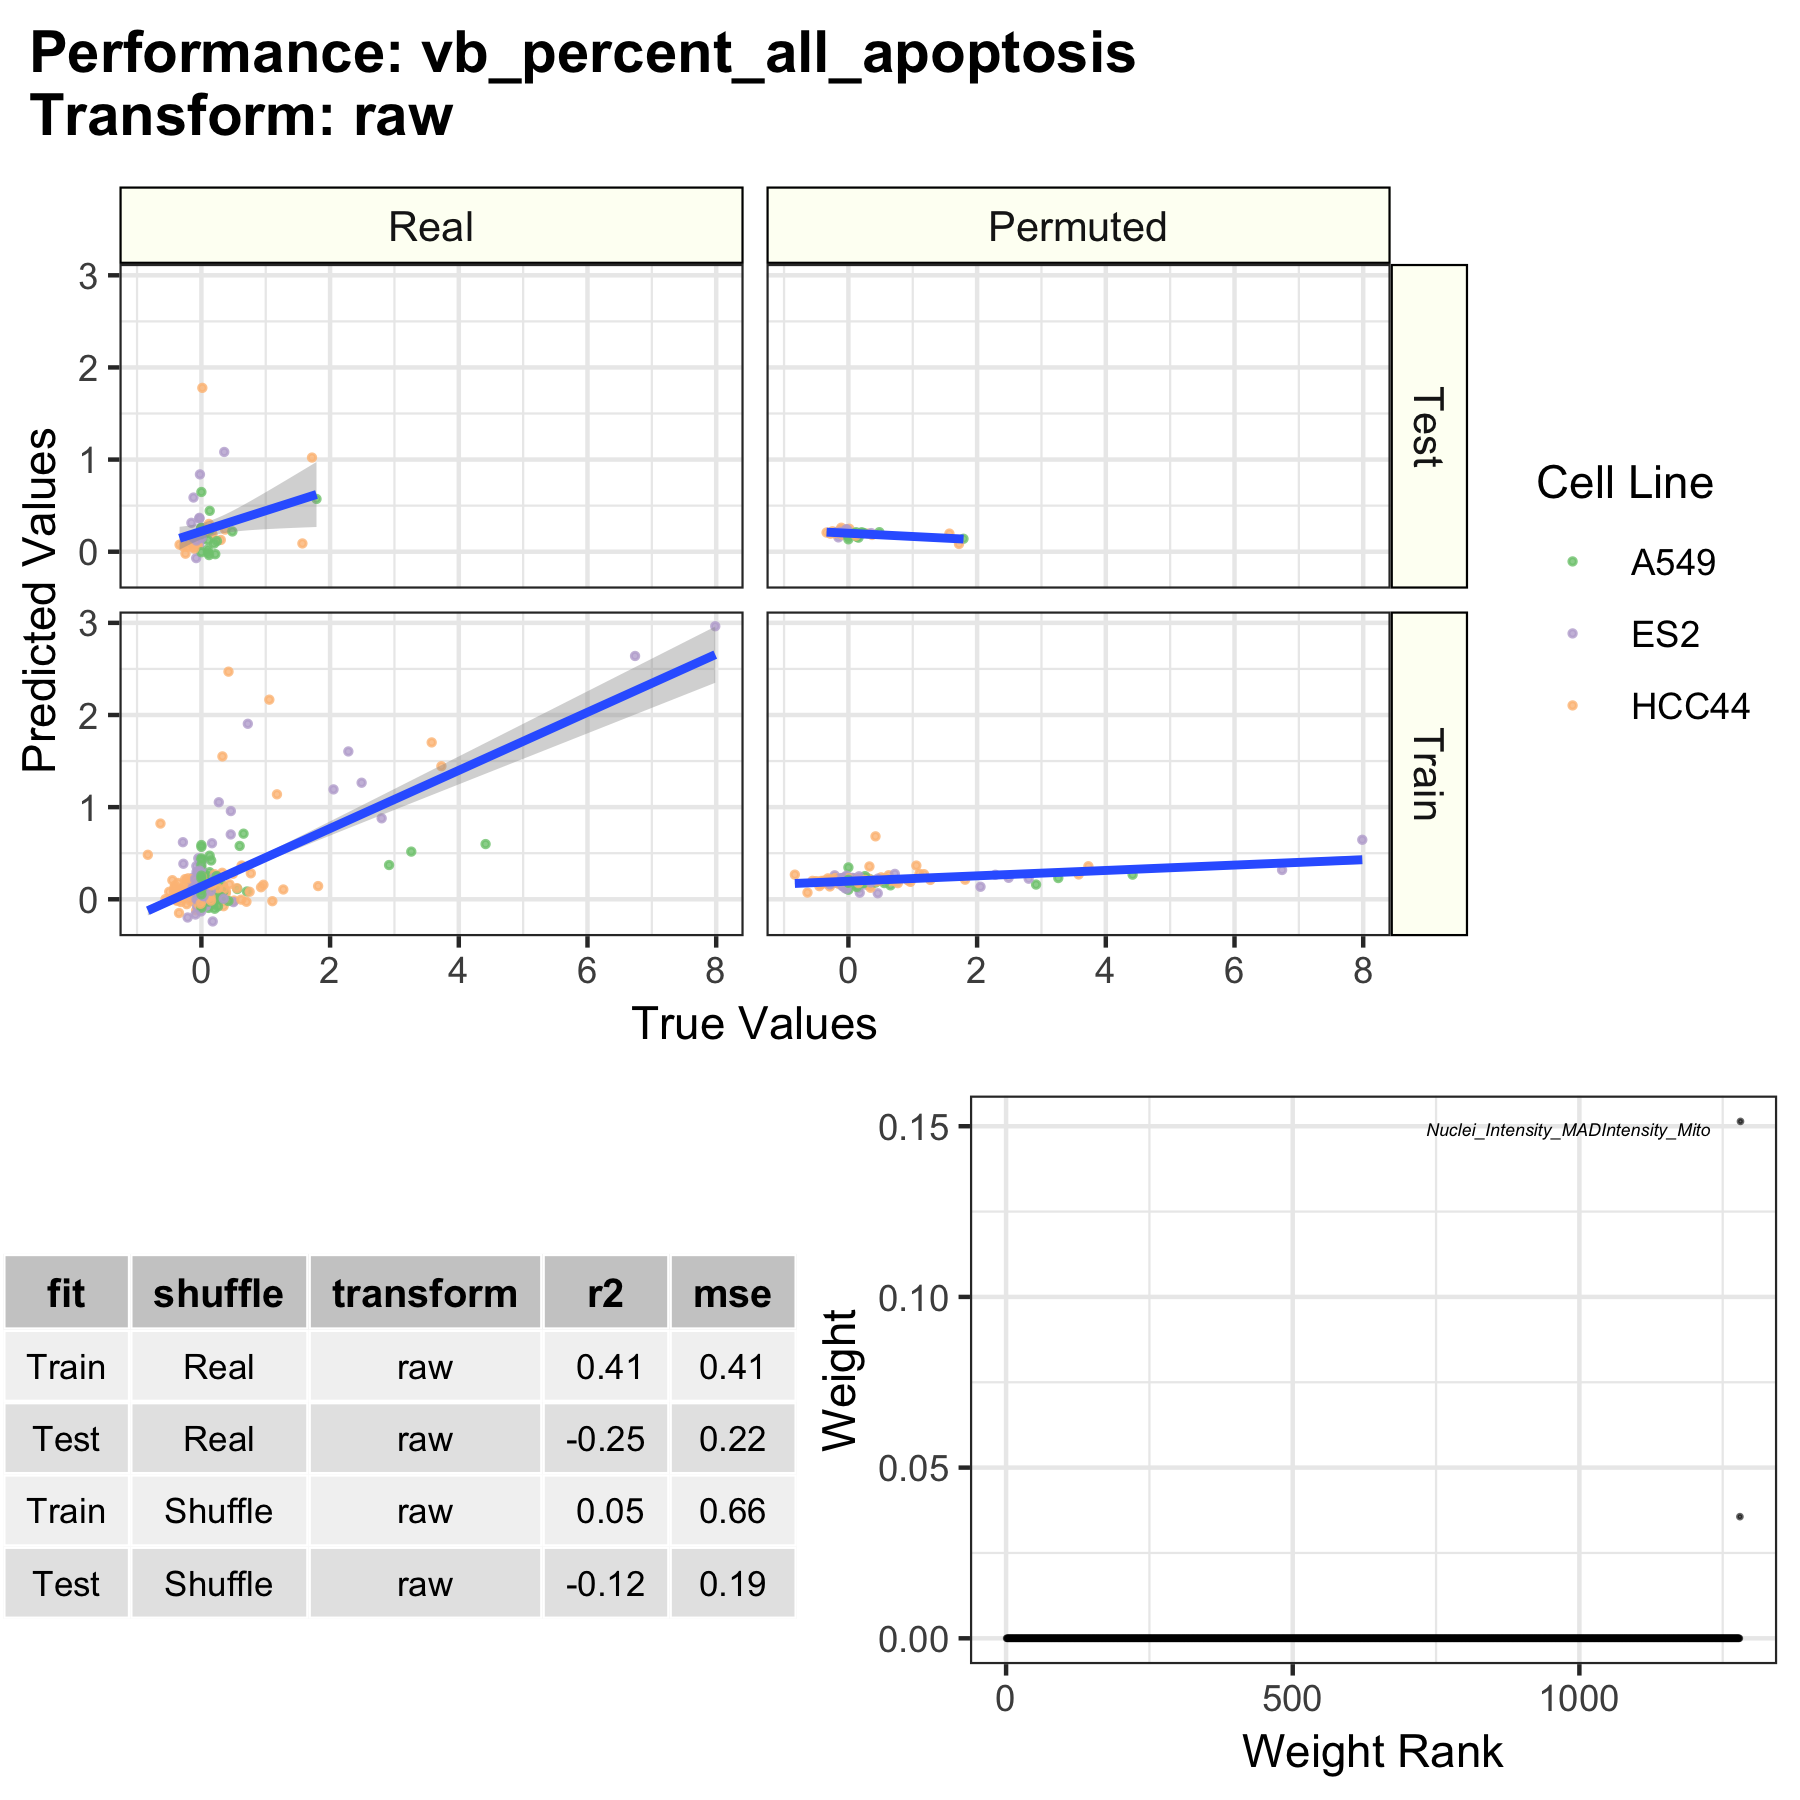 Performance: vb_percent_all_apoptosis
Transform: raw
Real
Permuted
3
2
1
0
Test
3
2
1
0
Train
Predicted Values
0
2
4
6
8
0
2
4
6
8
True Values
Cell Line
A549
ES2
HCC44
fit shuffle transform r2 mse
Train Real raw 0.41 0.41
Test Real raw -0.25 0.22
Train Shuffle raw 0.05 0.66
Test Shuffle raw -0.12 0.19
Weight
0.15
0.10
0.05
0.00
Nuclei_Intensity_MADIntensity_Mito
0
500
1000
Weight Rank